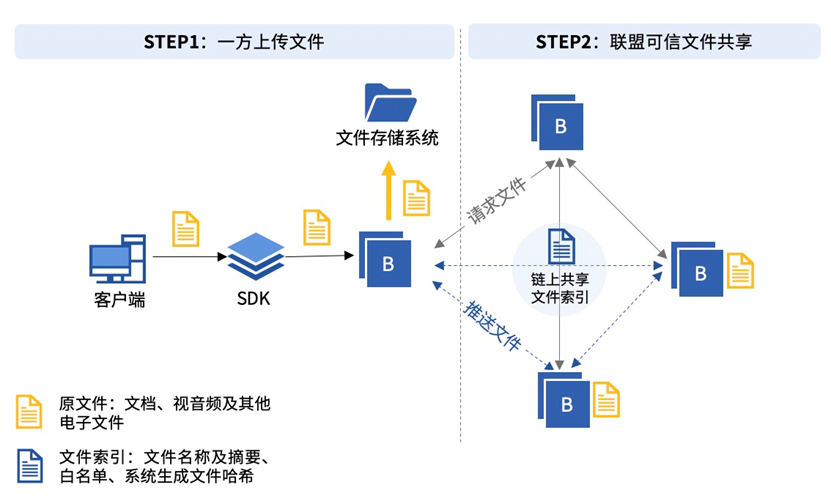 STEP1：一方上传文件
STEP2：联盟可信文件共享
文件存储系统
B
请求文件
客户端
SDK
B
链上共享
文件索引
B
推送文件
B
原文件：文档、视音频及其他
电子文件
文件索引：文件名称及摘要、
白名单、系统生成文件哈希